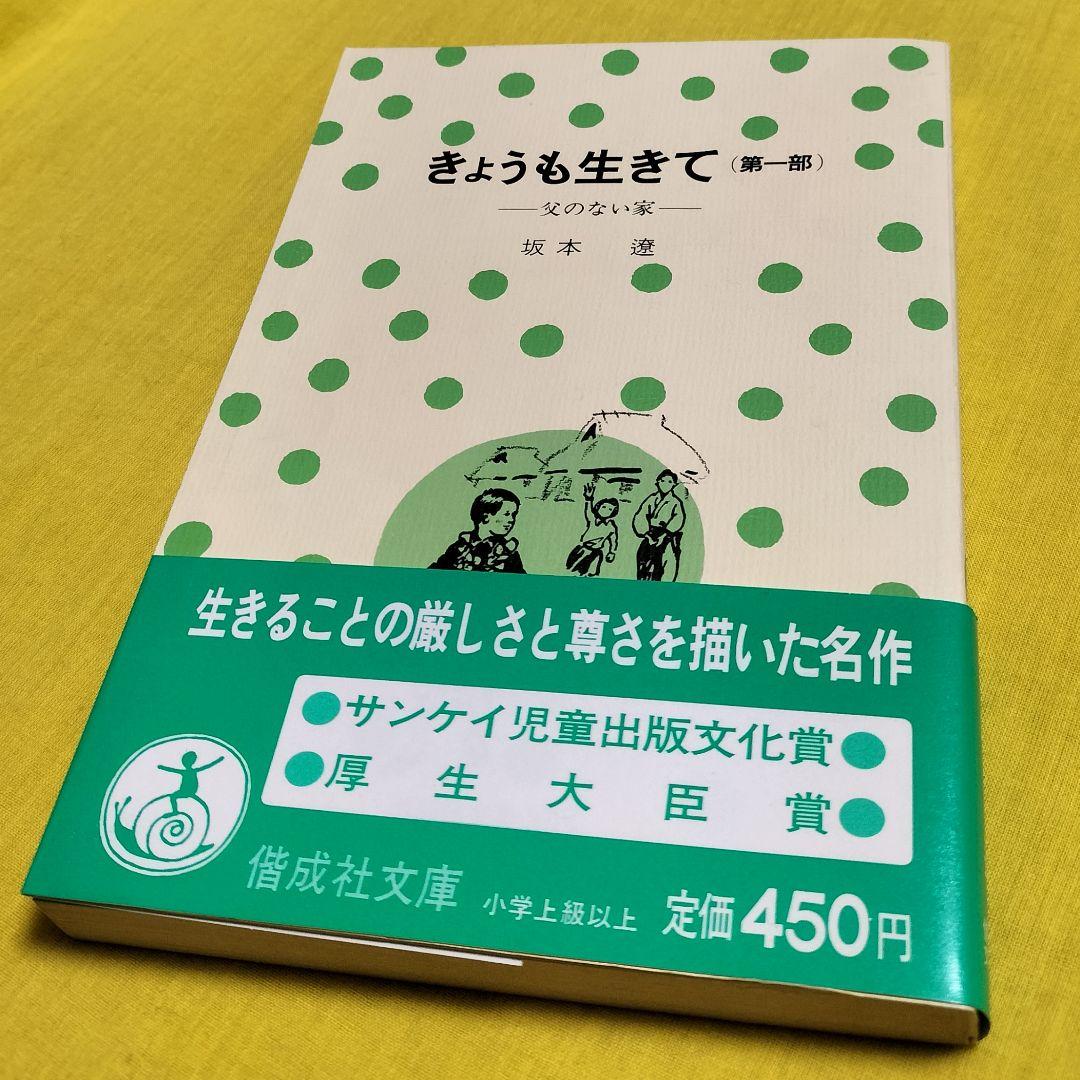 きょうも生きて（第一部）
―父のない家―
坂本 遼
生きることの厳しさと尊さを描いた名作
●サンケイ児童出版文化賞●
●厚生大臣賞●
偕成社文庫 小学上級以上 定価450円